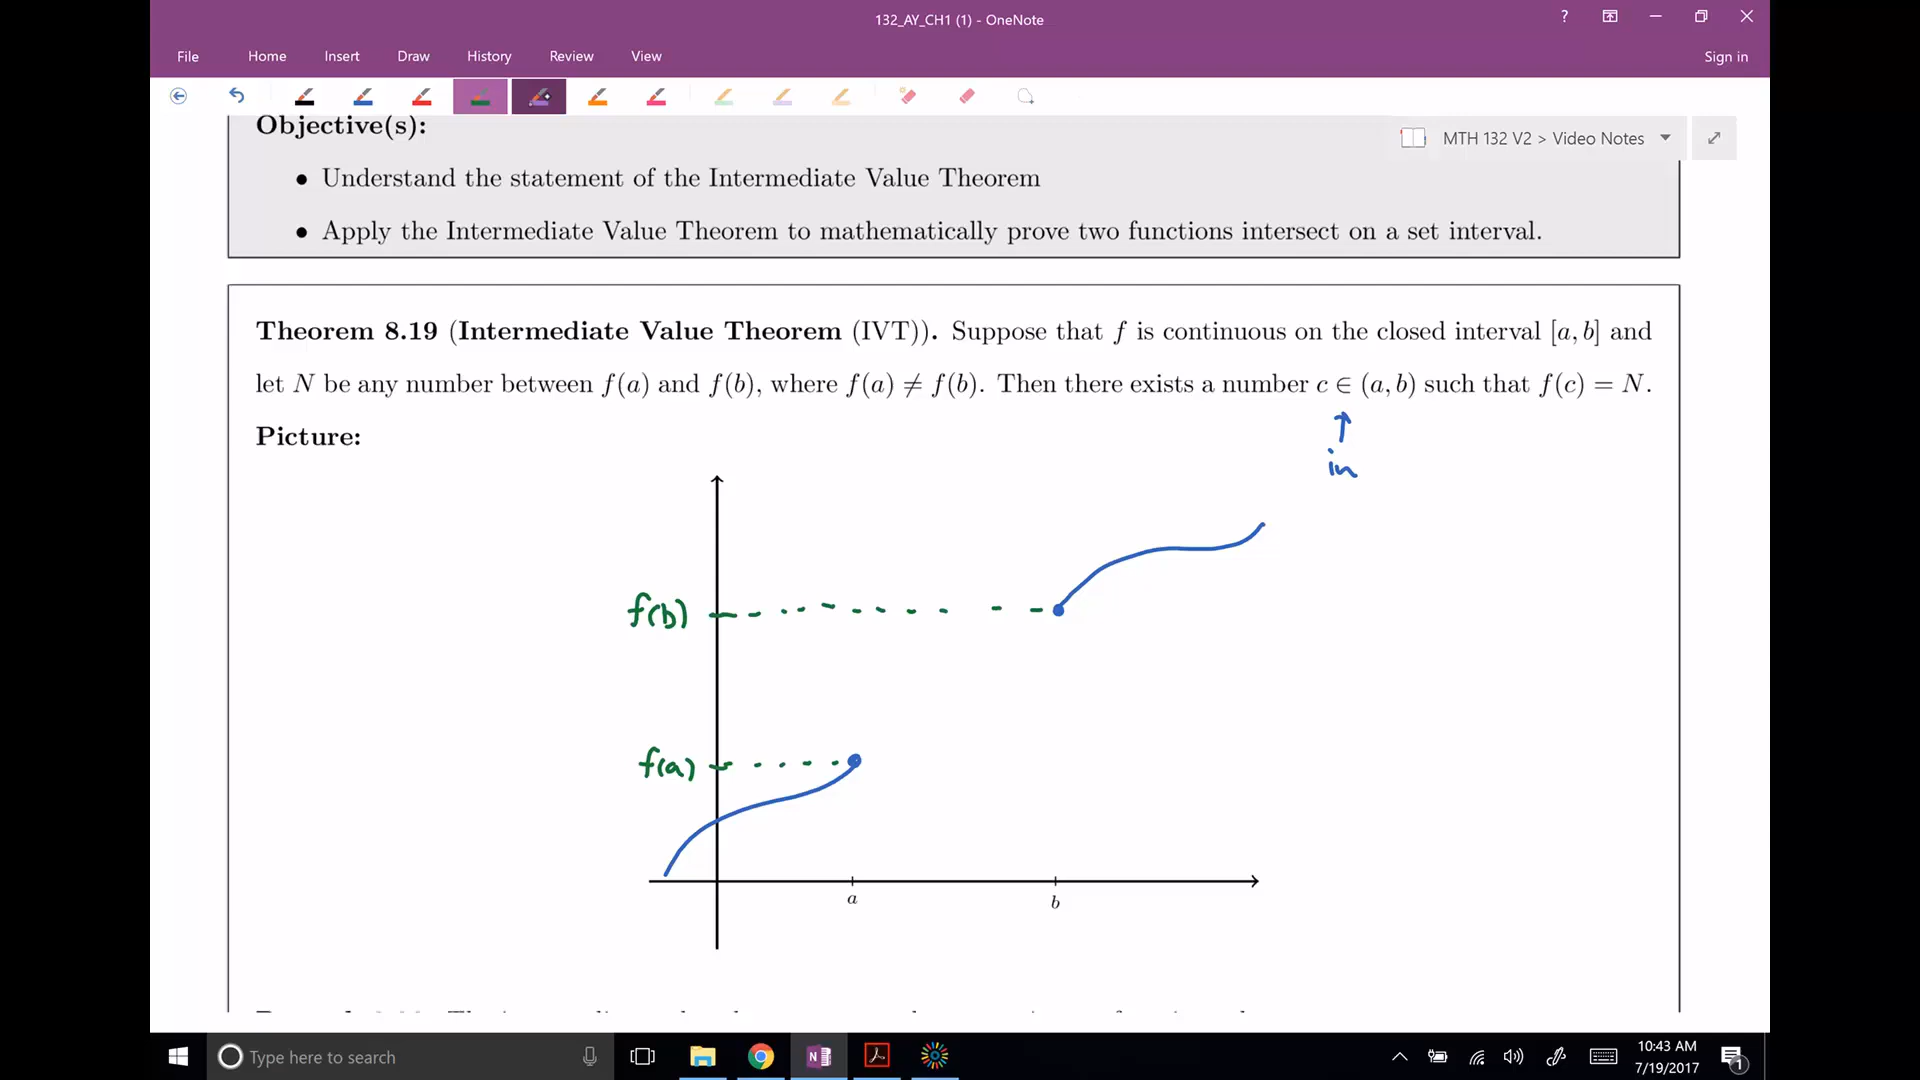 132_AY_CH1 (1) - OneNote
?
File Home Insert Draw History Review View Sign in
Objective(s):
MTH 132 V2 > Video Notes
• Understand the statement of the Intermediate Value Theorem
• Apply the Intermediate Value Theorem to mathematically prove two functions intersect on a set interval.
Theorem 8.19 (Intermediate Value Theorem (IVT)). Suppose that f is continuous on the closed interval [a, b] and
let N be any number between f(a) and f(b), where f(a) ≠ f(b). Then there exists a number c ∈ (a, b) such that f(c) = N.
Picture:
in
f(b)
f(a)
a
b
Type here to search
10:43 AM
7/19/2017
1